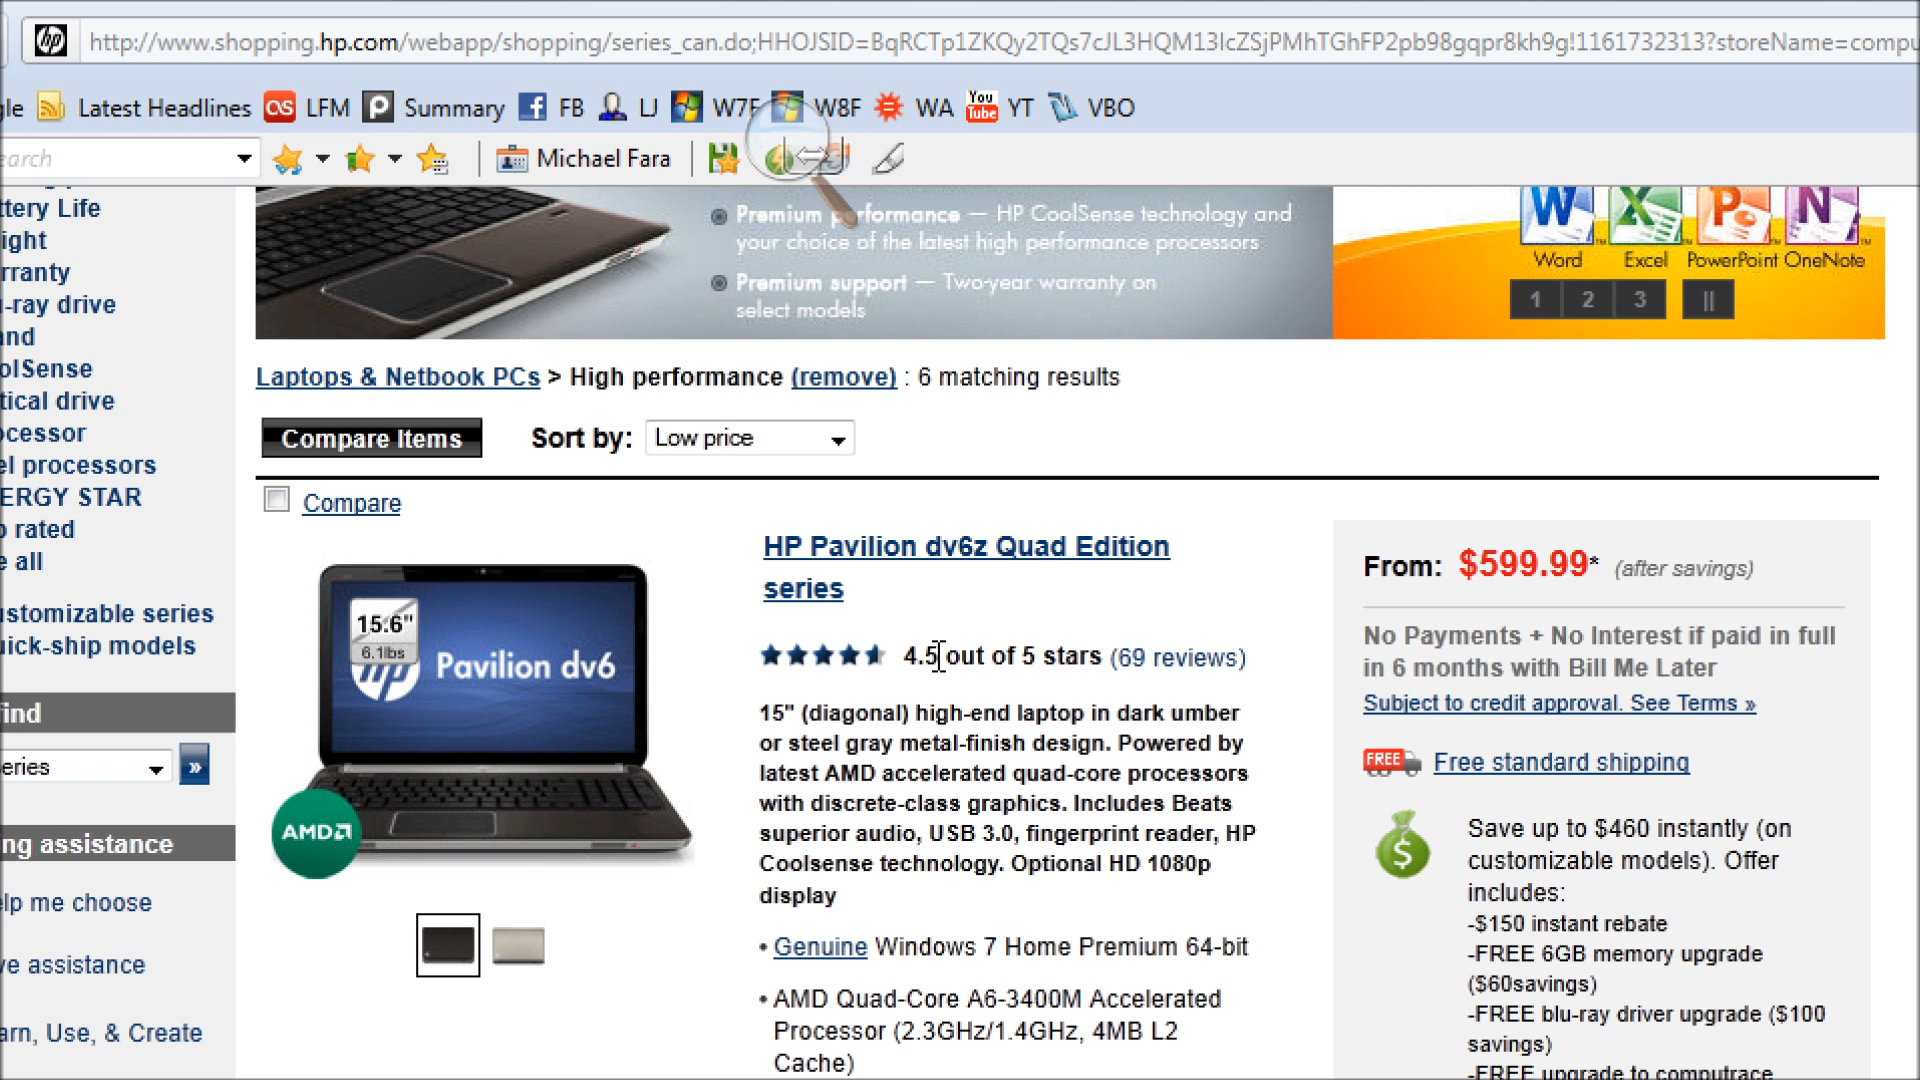 http://www.shopping.hp.com/webapp/shopping/series_can.do;HHOJSID=BqRCTp1ZKQy2TQs7cJL3HQM13lcZSjPMhTGhFP2pb98gqpr8kh9g!1161732313?storeName=compu
gle Latest Headlines LFM Summary FB LJ W7F W8F WA YT VBO
earch Michael Fara
ttery Life
ight
rranty
u-ray drive
and
olSense
tical drive
ocessor
el processors
ERGY STAR
p rated
e all
ustomizable series
uick-ship models
find
eries »
ng assistance
elp me choose
ve assistance
arn, Use, & Create
Premium performance — HP CoolSense technology and
your choice of the latest high performance processors
Premium support — Two-year warranty on
select models
Word Excel PowerPoint OneNote
1 2 3 ||
Laptops & Netbook PCs > High performance (remove) : 6 matching results
Compare Items Sort by: Low price
Compare
15.6"
6.1lbs
hp Pavilion dv6
AMD
HP Pavilion dv6z Quad Edition
series
4.5 out of 5 stars (69 reviews)
15" (diagonal) high-end laptop in dark umber
or steel gray metal-finish design. Powered by
latest AMD accelerated quad-core processors
with discrete-class graphics. Includes Beats
superior audio, USB 3.0, fingerprint reader, HP
Coolsense technology. Optional HD 1080p
display
• Genuine Windows 7 Home Premium 64-bit
• AMD Quad-Core A6-3400M Accelerated
Processor (2.3GHz/1.4GHz, 4MB L2
Cache)
From: $599.99* (after savings)
No Payments + No Interest if paid in full
in 6 months with Bill Me Later
Subject to credit approval. See Terms »
FREE Free standard shipping
Save up to $460 instantly (on
customizable models). Offer
includes:
-$150 instant rebate
-FREE 6GB memory upgrade
($60savings)
-FREE blu-ray driver upgrade ($100
savings)
-FREE upgrade to computrace